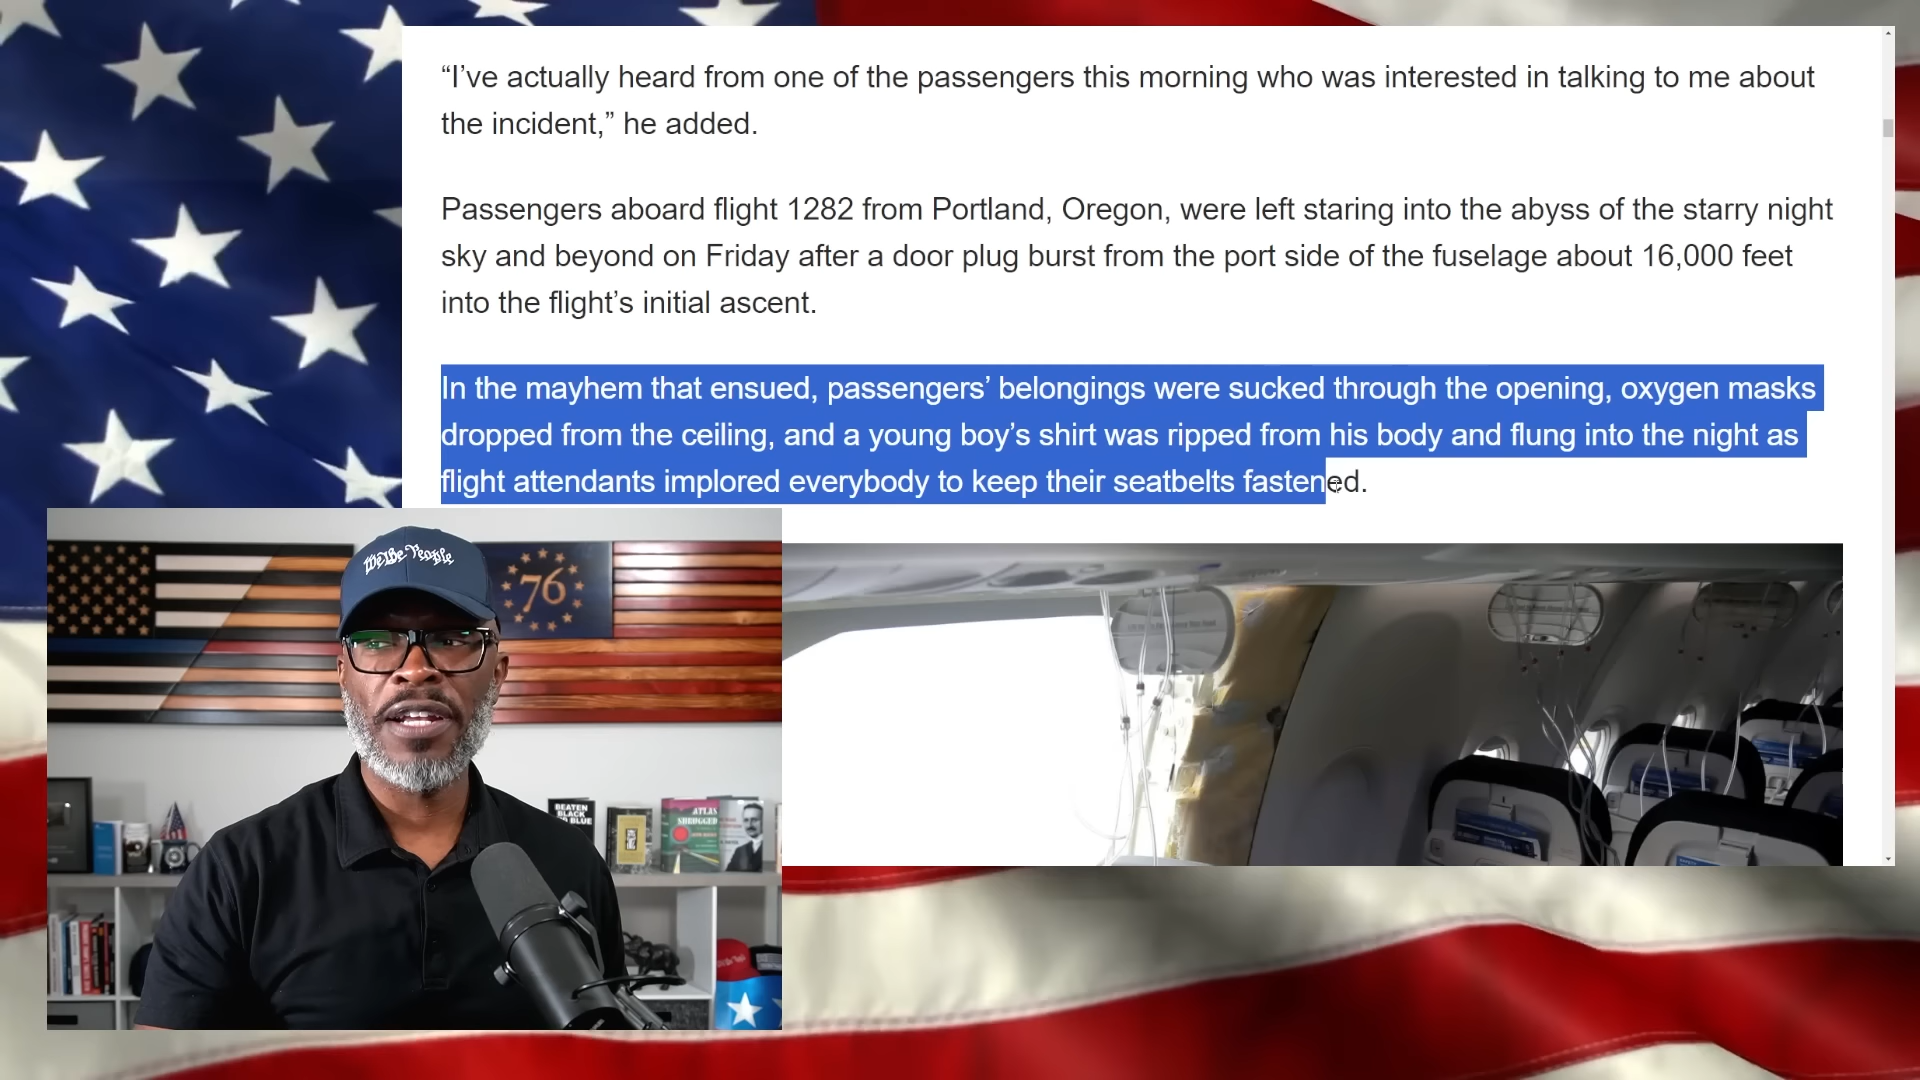 “I’ve actually heard from one of the passengers this morning who was interested in talking to me about
the incident,” he added.
Passengers aboard flight 1282 from Portland, Oregon, were left staring into the abyss of the starry night
sky and beyond on Friday after a door plug burst from the port side of the fuselage about 16,000 feet
into the flight’s initial ascent.
In the mayhem that ensued, passengers’ belongings were sucked through the opening, oxygen masks
dropped from the ceiling, and a young boy’s shirt was ripped from his body and flung into the night as
flight attendants implored everybody to keep their seatbelts fastened.
We the People
76
BEATEN
BLACK
BLUE
ATLAS
SHRUGGED